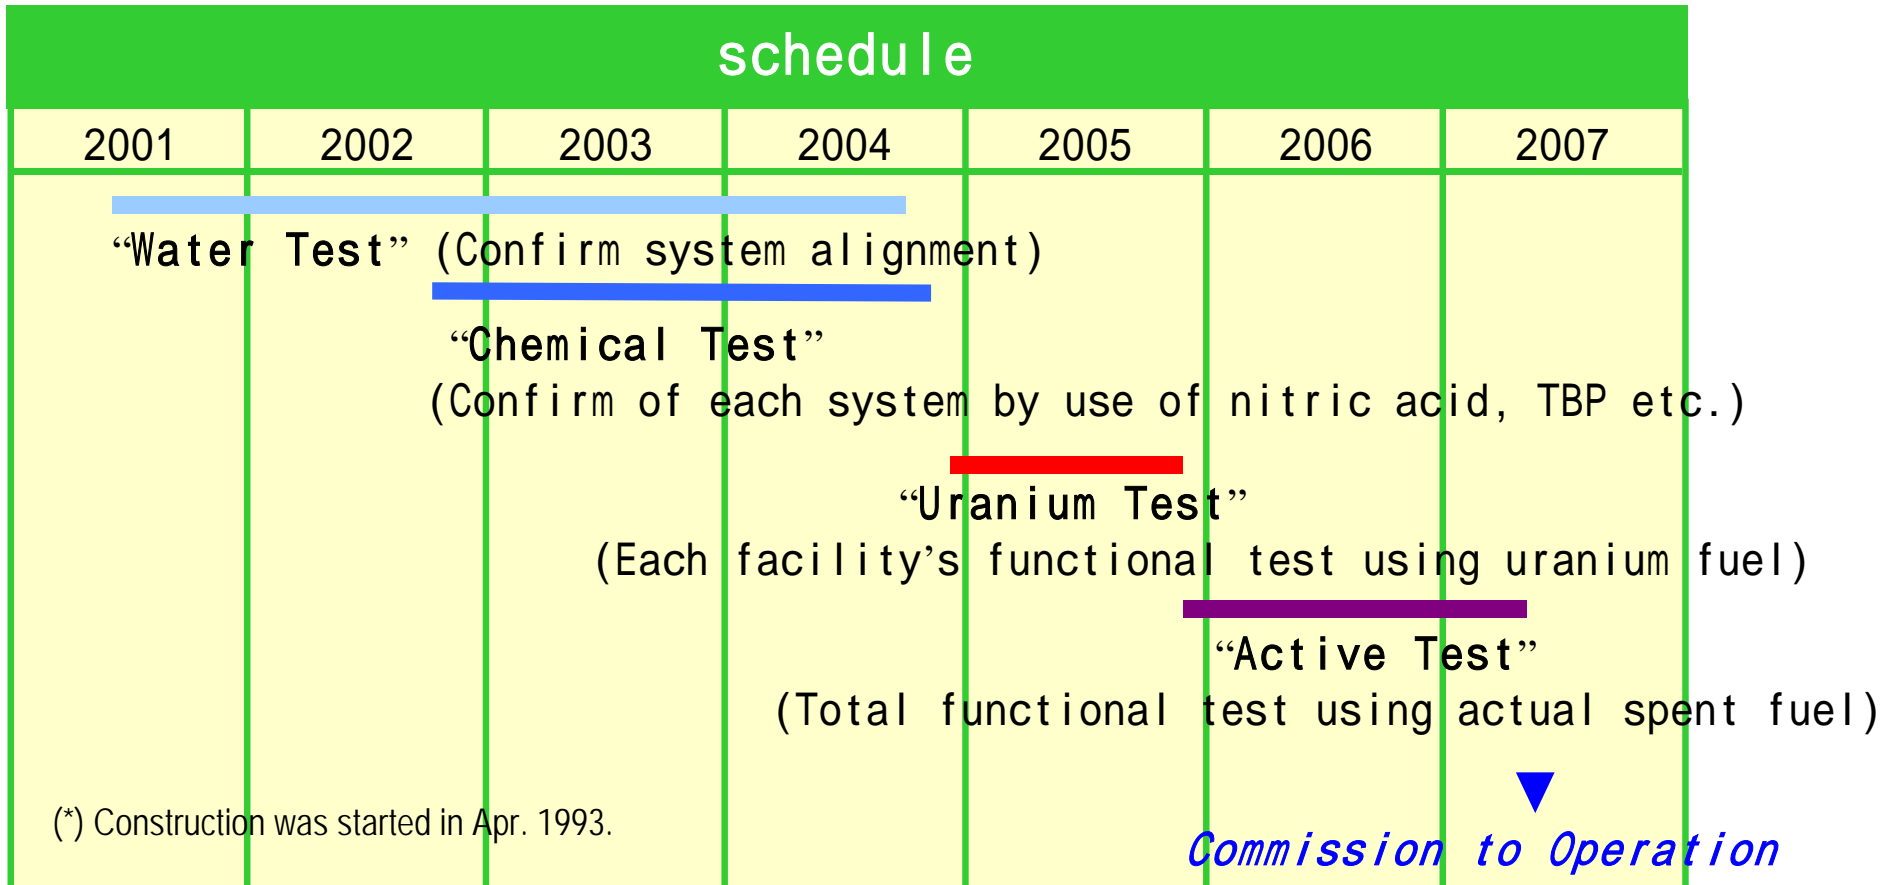 schedule
2001 2002 2003 2004 2005 2006 2007
“Water Test” (Confirm system alignment)
“Chemical Test”
(Confirm of each system by use of nitric acid, TBP etc.)
“Uranium Test”
(Each facility’s functional test using uranium fuel)
“Active Test”
(Total functional test using actual spent fuel)
(*) Construction was started in Apr. 1993.
Commission to Operation